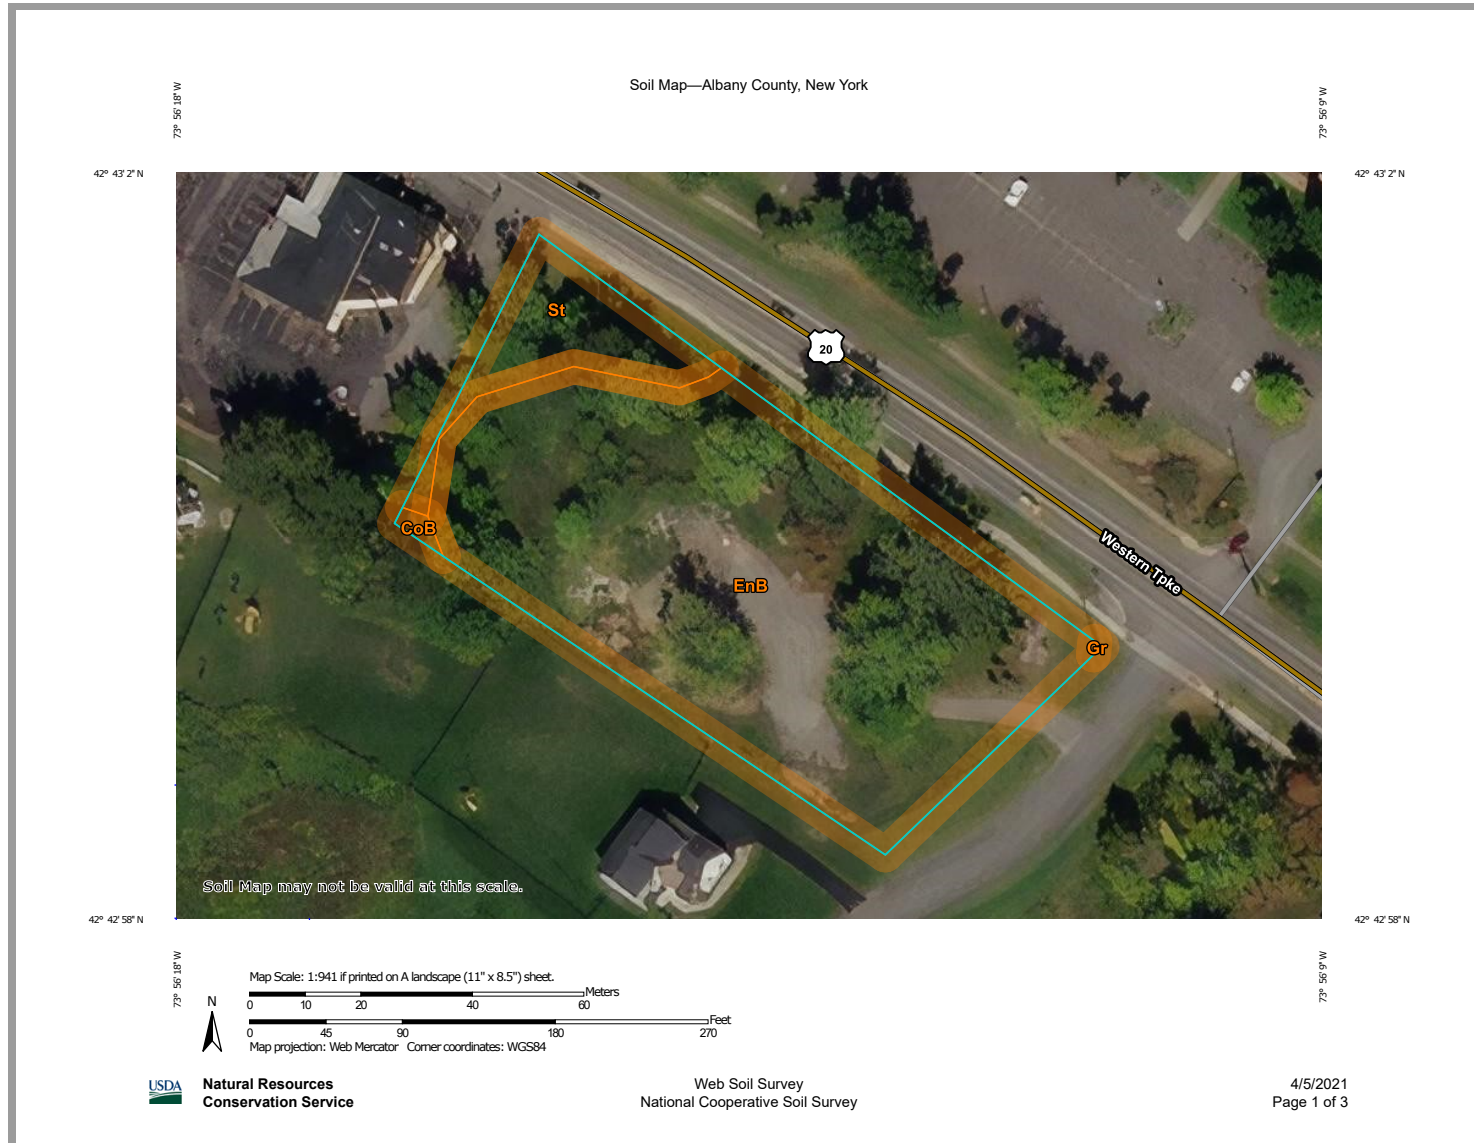 Soil Map—Albany County, New York
73° 56' 18" W
73° 56' 9" W
42° 43' 2" N
42° 43' 2" N
St
20
CoB
EnB
Western Tpke
Gr
Soil Map may not be valid at this scale.
42° 42' 58" N
42° 42' 58" N
73° 56' 18" W
73° 56' 9" W
Map Scale: 1:941 if printed on A landscape (11" x 8.5") sheet.
N
Meters
0 10 20 40 60
Feet
0 45 90 180 270
Map projection: Web Mercator Corner coordinates: WGS84
USDA
Natural Resources
Conservation Service
Web Soil Survey
National Cooperative Soil Survey
4/5/2021
Page 1 of 3